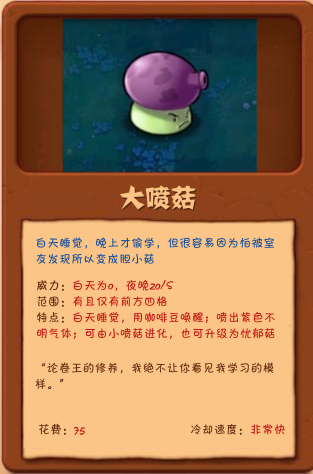 大喷菇
白天睡觉，晚上才偷学，但很容易因为怕被室
友发现所以变成胆小菇
威力：白天为0，夜晚20/S
范围：有且仅有前方四格
特点：白天睡觉，用咖啡豆唤醒；喷出紫色不
明气体；可由小喷菇进化，也可升级为忧郁菇
“论卷王的修养，我绝不让你看见我学习的模
样。”
花费：75 冷却速度：非常快